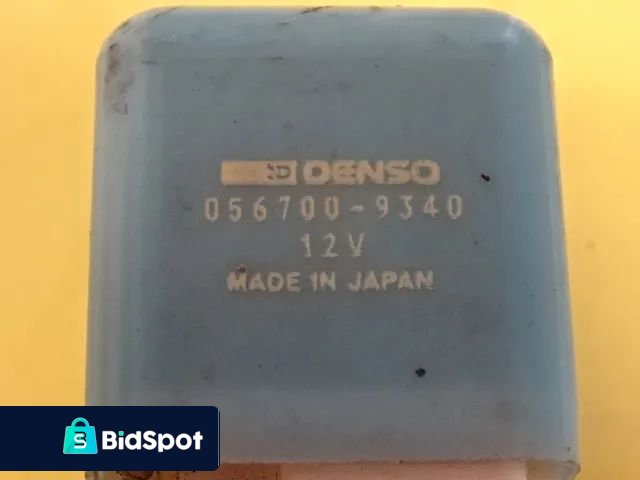 DENSO
056700-9340
12V
MADE IN JAPAN
BidSpot